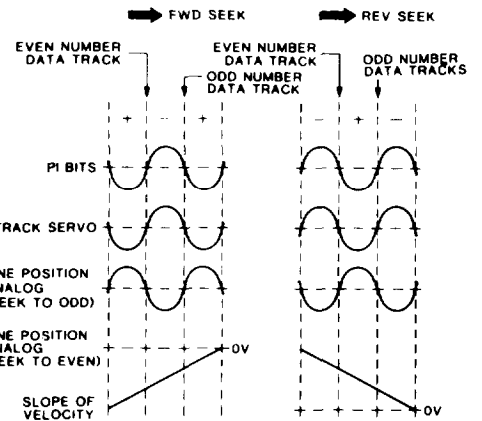 FWD SEEK
REV SEEK
EVEN NUMBER
DATA TRACK
ODD NUMBER
DATA TRACK
EVEN NUMBER
DATA TRACK
ODD NUMBER
DATA TRACKS
+ - +
- + -
PI BITS
TRACK SERVO
NE POSITION
NALOG
EEK TO ODD)
NE POSITION
NALOG
EEK TO EVEN)
0V
SLOPE OF
VELOCITY
0V